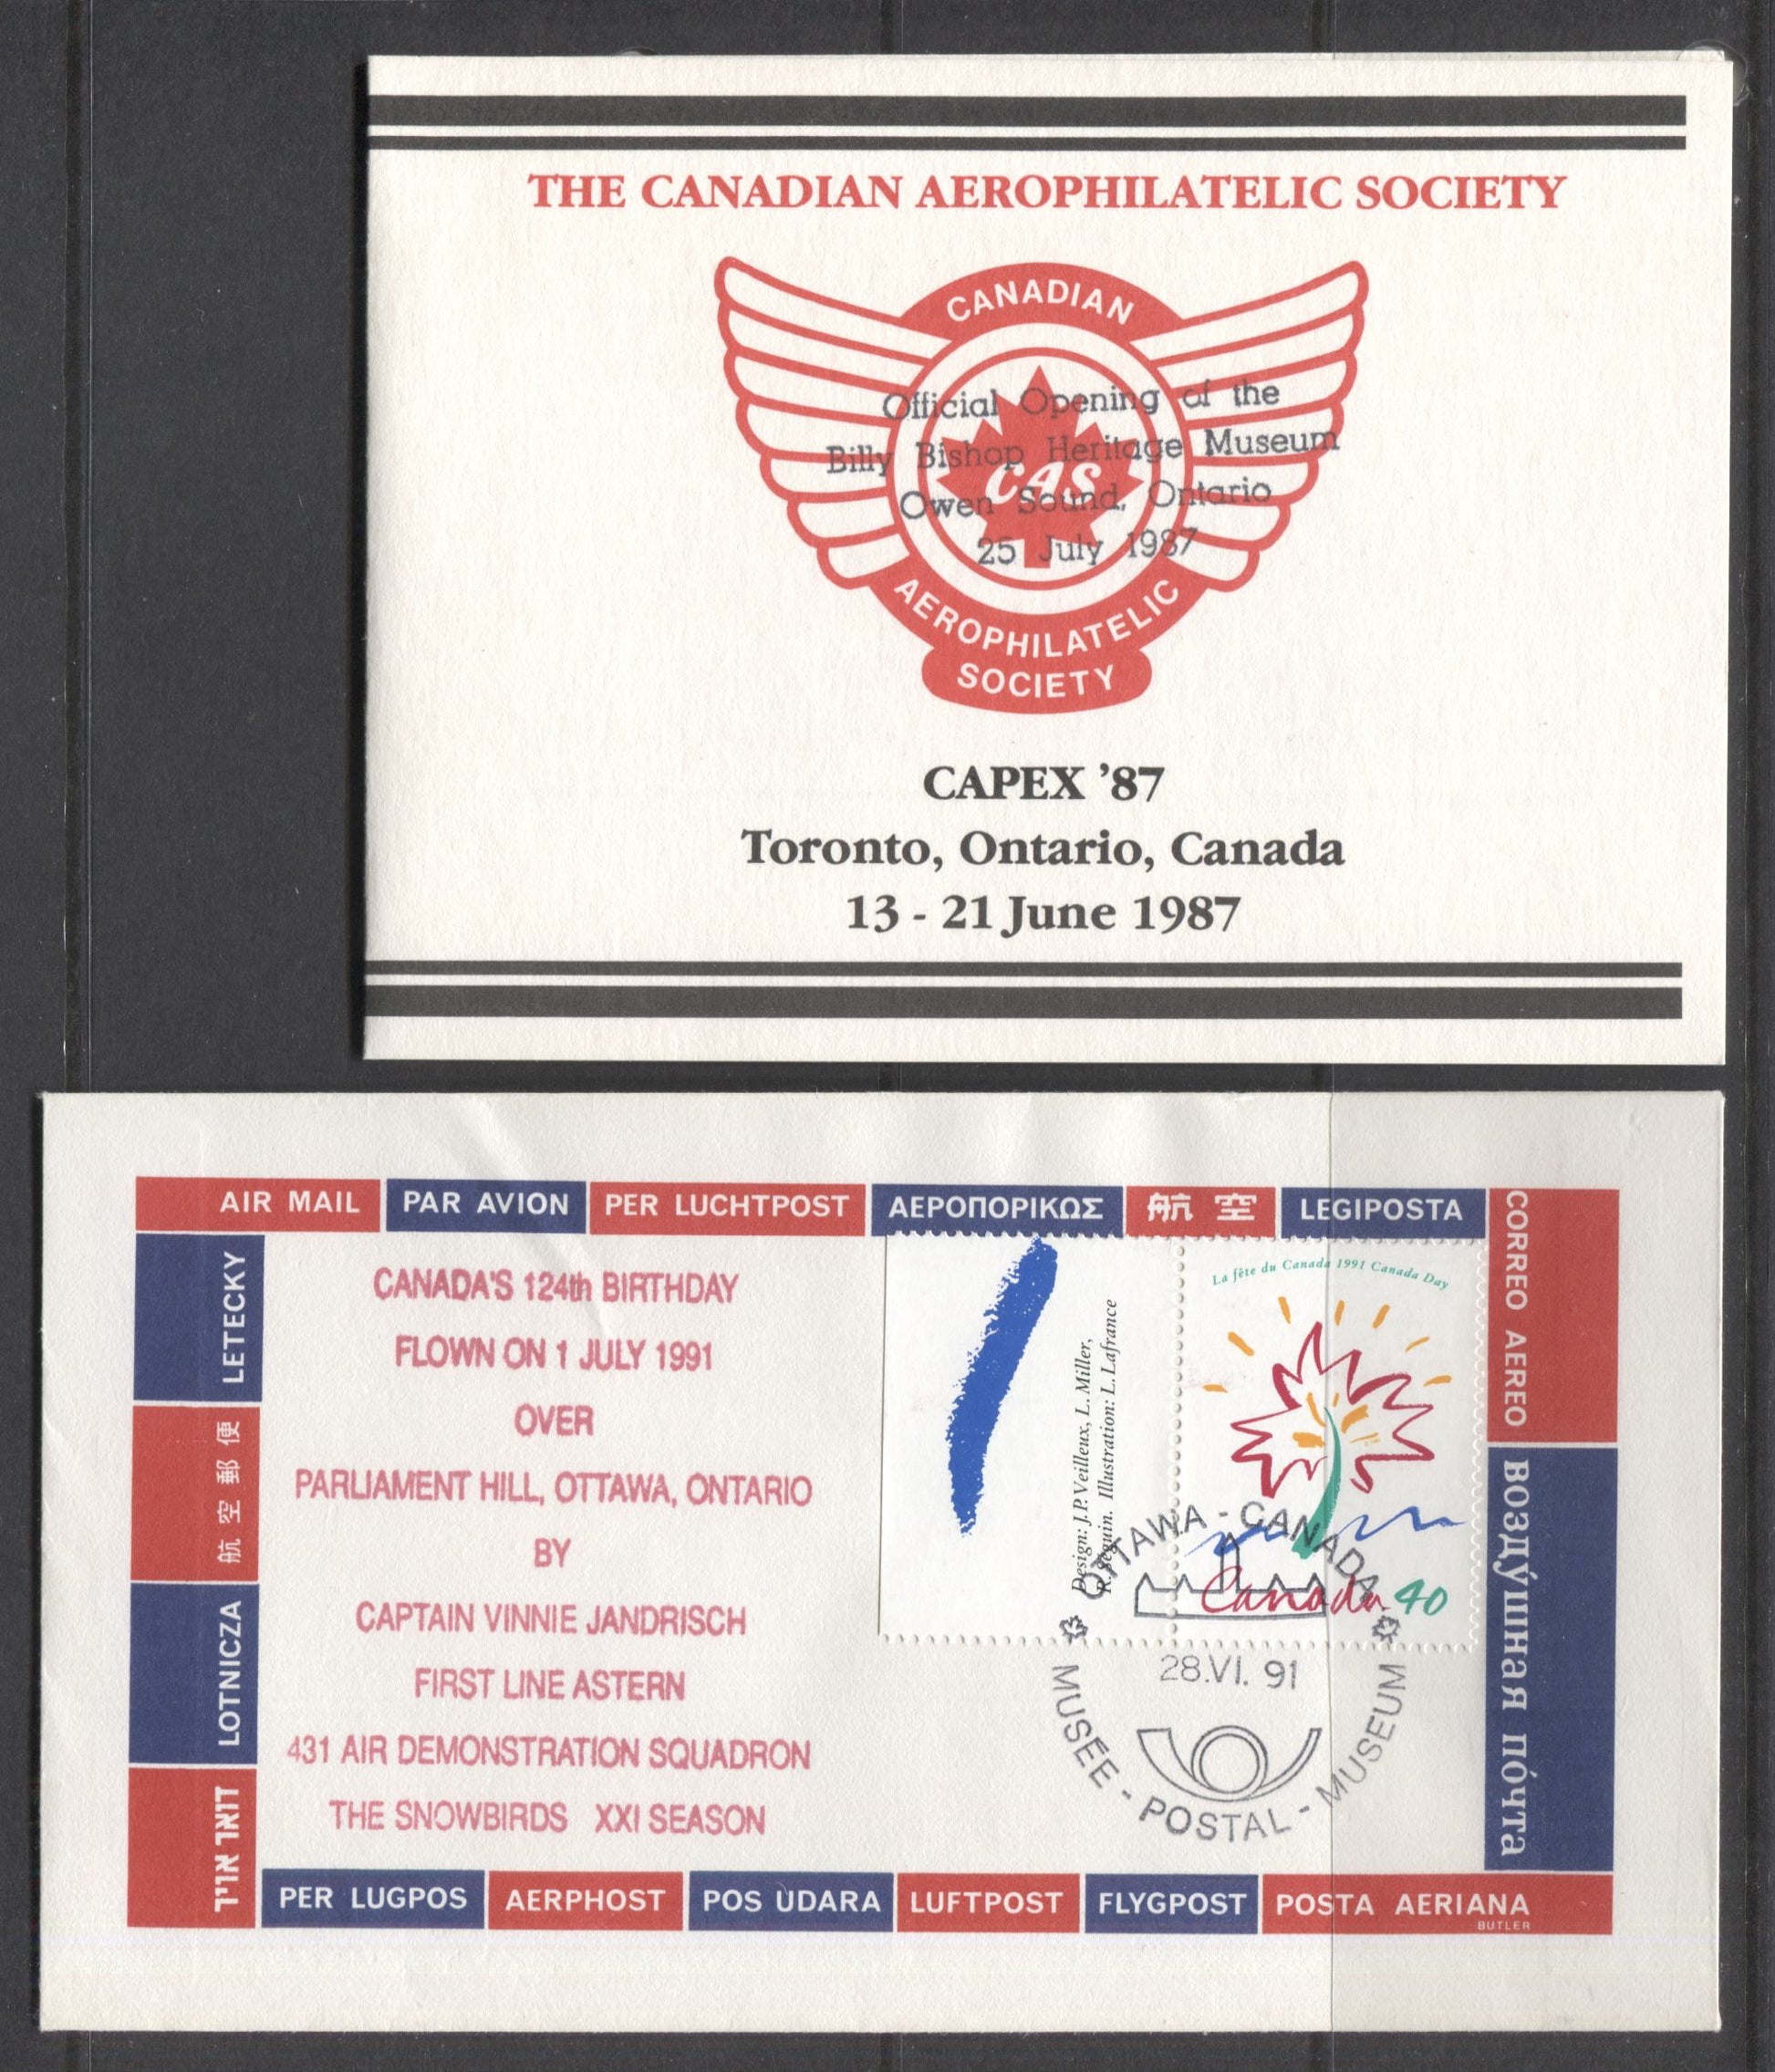 THE CANADIAN AEROPHILATELIC SOCIETY
CANADIAN
Official Opening of the
Billy Bishop Heritage Museum
CAS
Owen Sound, Ontario
25 July 1987
AEROPHILATELIC
SOCIETY
CAPEX '87
Toronto, Ontario, Canada
13 - 21 June 1987
AIR MAIL
PAR AVION
PER LUCHTPOST
ΑΕΡΟΠΟΡΙΚΩΣ
航空
LEGIPOSTA
CORREO AEREO
воздýшная пóчта
LETECKY
航空郵便
LOTNICZA
דואר אויר
CANADA'S 124th BIRTHDAY
FLOWN ON 1 JULY 1991
OVER
PARLIAMENT HILL, OTTAWA, ONTARIO
BY
CAPTAIN VINNIE JANDRISCH
FIRST LINE ASTERN
431 AIR DEMONSTRATION SQUADRON
THE SNOWBIRDS XXI SEASON
Design: J.P. Veilleux, L. Miller,
R. Séguin. Illustration: L. Lafrance
La fête du Canada 1991 Canada Day
Canada 40
OTTAWA - CANADA
28.VI. 91
MUSÉE - POSTAL - MUSEUM
PER LUGPOS
AERPHOST
POS UDARA
LUFTPOST
FLYGPOST
POSTA AERIANA
BUTLER